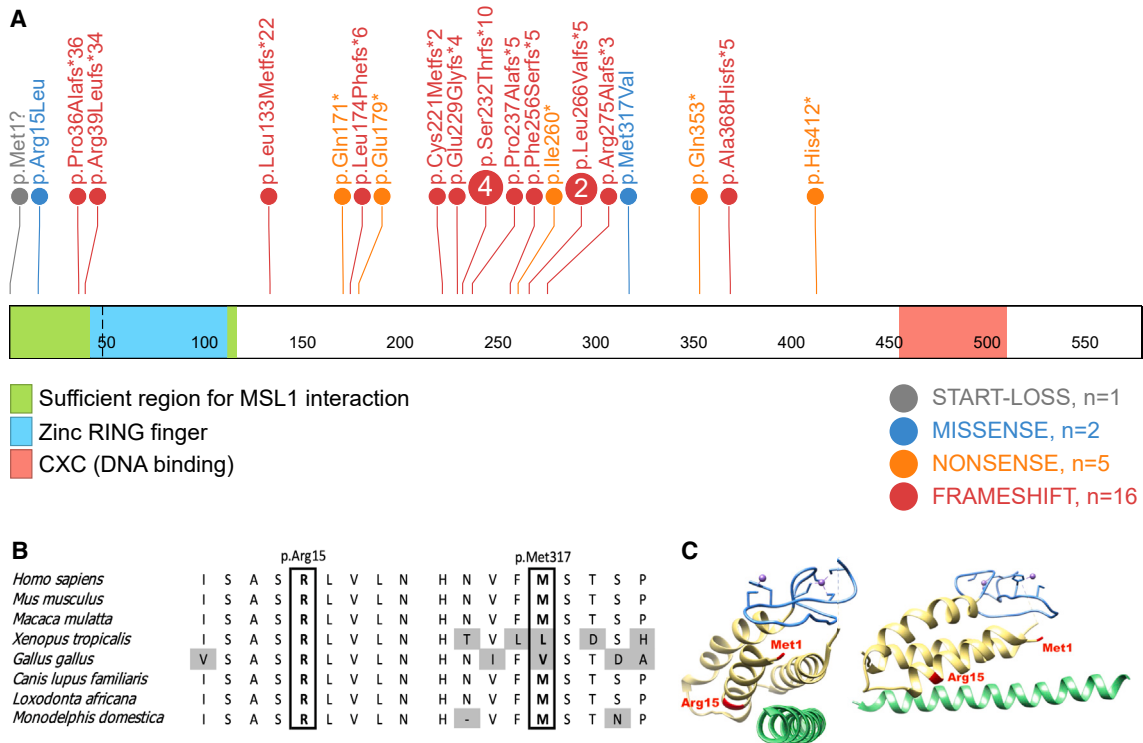 A
p.Met1?
p.Arg15Leu
p.Pro36Alafs*36
p.Arg39Leufs*34
p.Leu133Metfs*22
p.Gln171*
p.Leu174Phefs*6
p.Glu179*
p.Cys221Metfs*2
p.Glu229Glyfs*4
p.Ser232Thrfs*10
p.Pro237Alafs*5
p.Phe256Serfs*5
p.Ile260*
p.Leu266Valfs*5
p.Arg275Alafs*3
p.Met317Val
p.Gln353*
p.Ala368Hisfs*5
p.His412*
4 2
50 100 150 200 250 300 350 400 450 500 550
Sufficient region for MSL1 interaction
Zinc RING finger
CXC (DNA binding)
START-LOSS, n=1
MISSENSE, n=2
NONSENSE, n=5
FRAMESHIFT, n=16
B
p.Arg15 p.Met317
Homo sapiens I S A S R L V L N H N V F M S T S P
Mus musculus I S A S R L V L N H N V F M S T S P
Macaca mulatta I S A S R L V L N H N V F M S T S P
Xenopus tropicalis I S A S R L V L N H T V L L S D S H
Gallus gallus V S A S R L V L N H N I F V S T D A
Canis lupus familiaris I S A S R L V L N H N V F M S T S P
Loxodonta africana I S A S R L V L N H N V F M S T S P
Monodelphis domestica I S A S R L V L N H - V F M S T N P
C
Met1
Arg15
Met1
Arg15